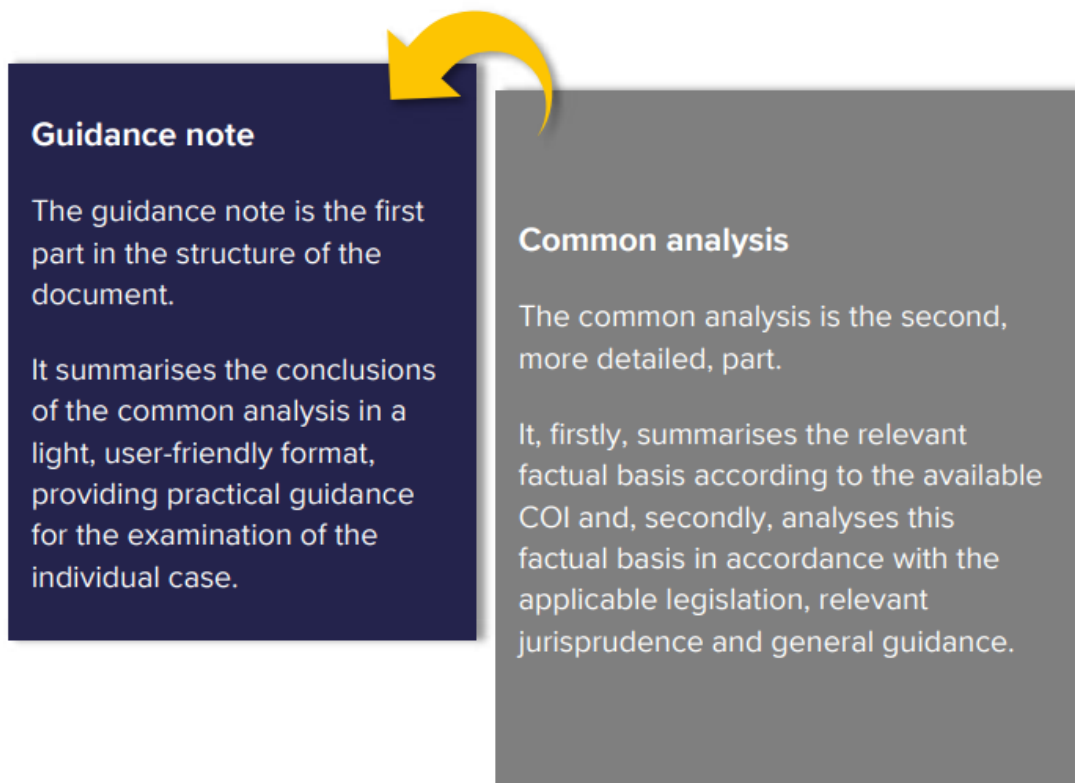 Guidance note
The guidance note is the first
part in the structure of the
document.
It summarises the conclusions
of the common analysis in a
light, user-friendly format,
providing practical guidance
for the examination of the
individual case.
Common analysis
The common analysis is the second,
more detailed, part.
It, firstly, summarises the relevant
factual basis according to the available
COI and, secondly, analyses this
factual basis in accordance with the
applicable legislation, relevant
jurisprudence and general guidance.